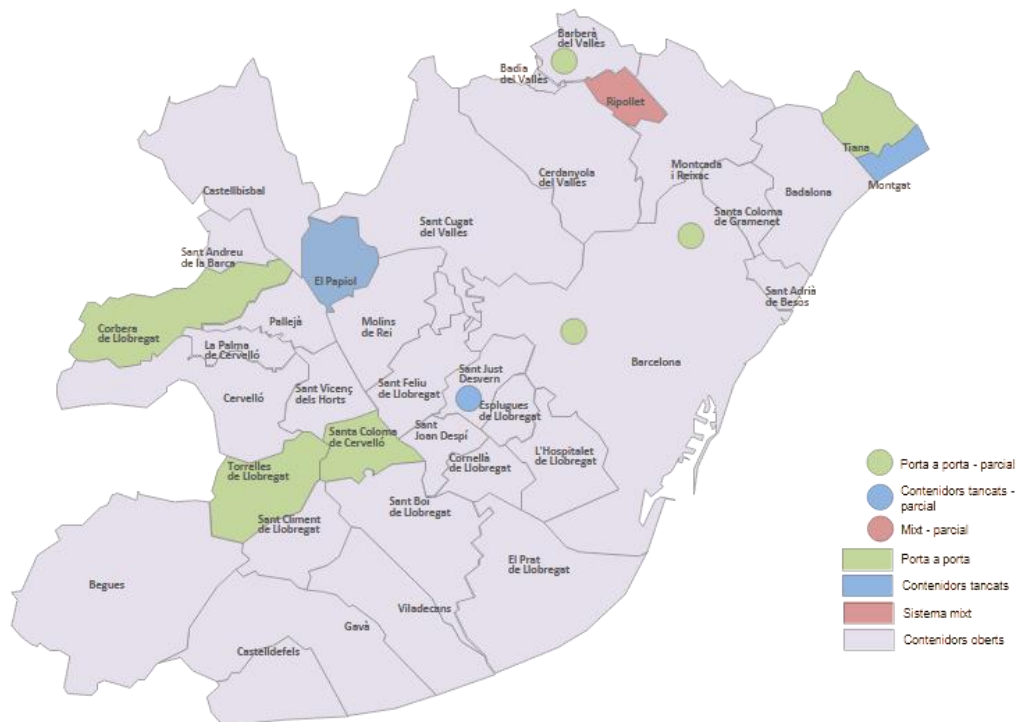 Barberà
del Vallès
Badia
del Vallès
Ripollet
Tiana
Montgat
Cerdanyola
del Vallès
Montcada
i Reixac
Badalona
Castellbisbal
Santa Coloma
de Gramenet
Sant Cugat
del Vallès
Sant Andreu
de la Barca
El Papiol
Sant Adrià
de Besòs
Corbera
de Llobregat
Pallejà
Molins
de Rei
La Palma
de Cervelló
Barcelona
Sant Just
Desvern
Cervelló
Sant Vicenç
dels Horts
Sant Feliu
de Llobregat
Esplugues
de Llobregat
Santa Coloma
de Cervelló
Sant
Joan Despí
L'Hospitalet
de Llobregat
Cornellà
de Llobregat
Torrelles
de Llobregat
Sant Boi
de Llobregat
Sant Climent
de Llobregat
El Prat
de Llobregat
Begues
Viladecans
Gavà
Castelldefels
Porta a porta - parcial
Contenidors tancats -
parcial
Mixt - parcial
Porta a porta
Contenidors tancats
Sistema mixt
Contenidors oberts